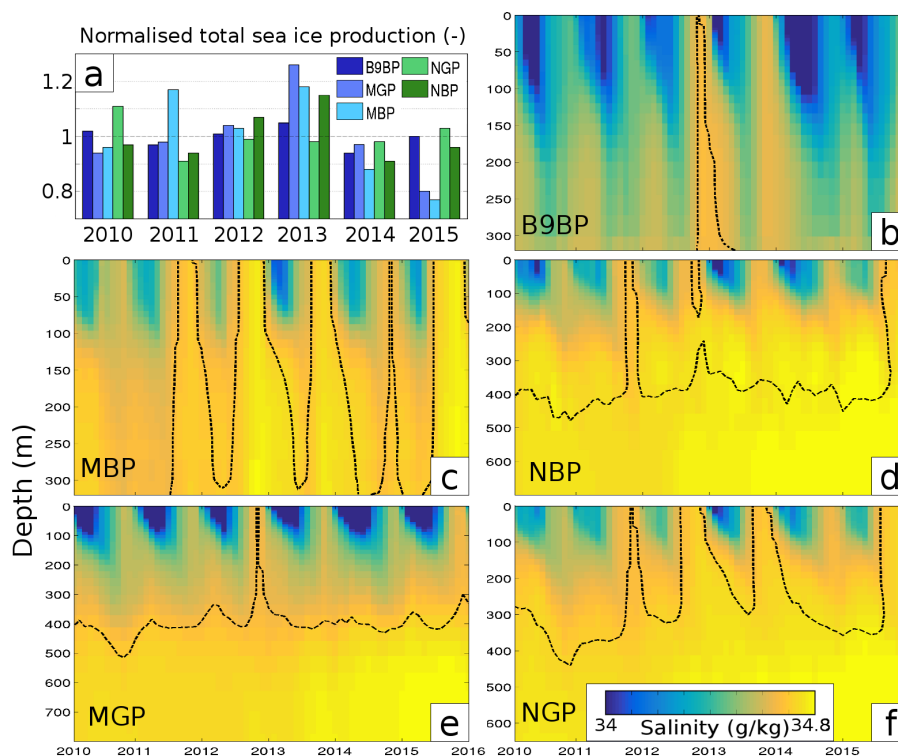 Normalised total sea ice production (-)
a
B9BP
MGP
MBP
NGP
NBP
1.2
1
0.8
2010 2011 2012 2013 2014 2015
0
50
100
150
200
250
300
B9BP
b
0
50
100
150
200
250
300
MBP
c
0
100
200
300
400
500
600
NBP
d
Depth (m)
0
100
200
300
400
500
600
700
MGP
e
2010 2011 2012 2013 2014 2015 2016
0
100
200
300
400
500
600
NGP
f
34 Salinity (g/kg) 34.8
2010 2011 2012 2013 2014 2015